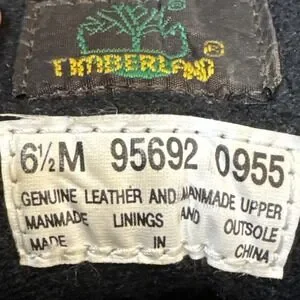 TIMBERLAND ®
6½M 95692 0955
GENUINE LEATHER AND MANMADE UPPER
MANMADE LININGS AND OUTSOLE
MADE IN CHINA